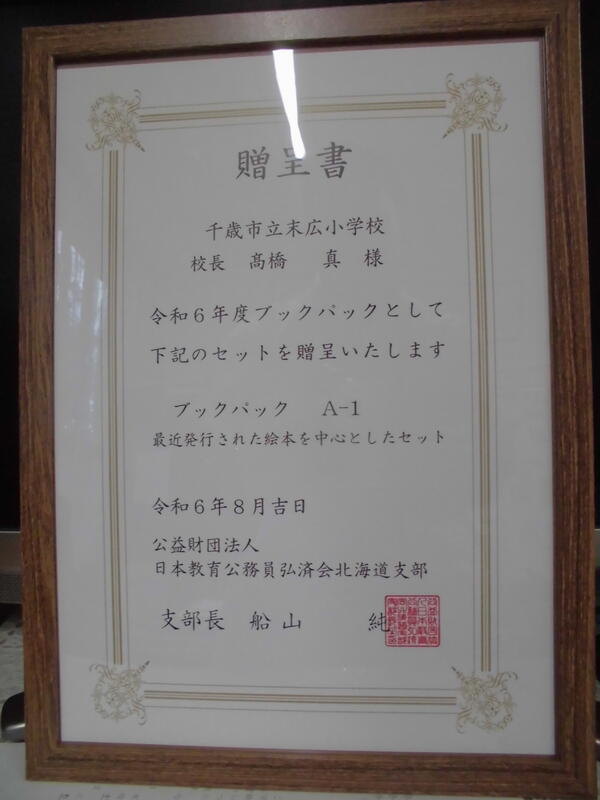 贈呈書
千歳市立末広小学校
校長 髙橋 真 様
令和6年度ブックパックとして
下記のセットを贈呈いたします
ブックパック A-1
最近発行された絵本を中心としたセット
令和6年8月吉日
公益財団法人
日本教育公務員弘済会北海道支部
支部長 船山 純